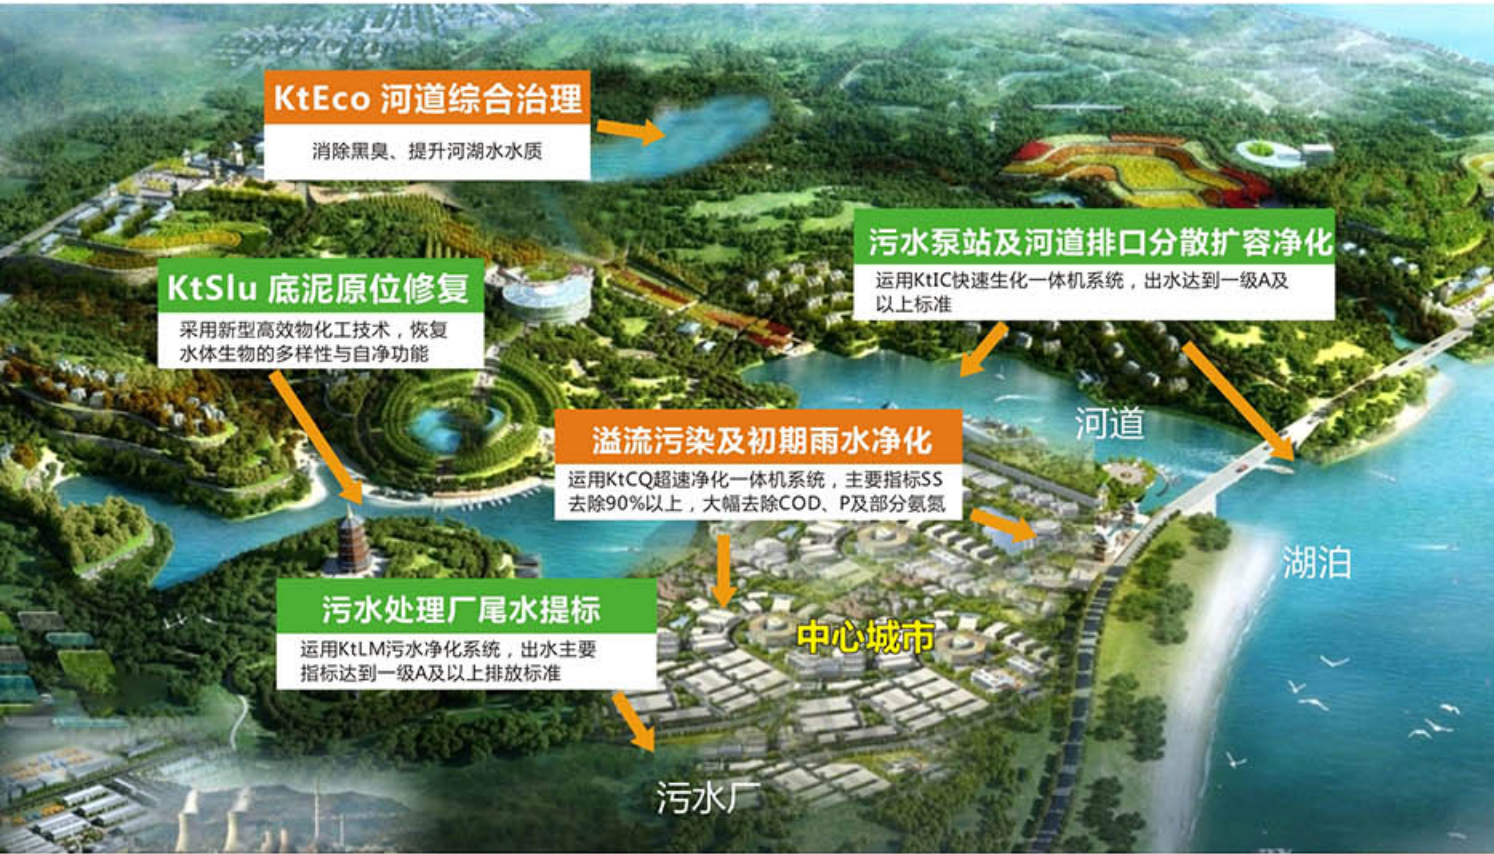 KtEco 河道综合治理
消除黑臭、提升河湖水水质
污水泵站及河道排口分散扩容净化
运用KtIC快速生化一体机系统，出水达到一级A及
以上标准
KtSlu 底泥原位修复
采用新型高效物化工技术，恢复
水体生物的多样性与自净功能
河道
溢流污染及初期雨水净化
运用KtCQ超速净化一体机系统，主要指标SS
去除90%以上，大幅去除COD、P及部分氨氮
湖泊
污水处理厂尾水提标
运用KtLM污水净化系统，出水主要
指标达到一级A及以上排放标准
中心城市
污水厂